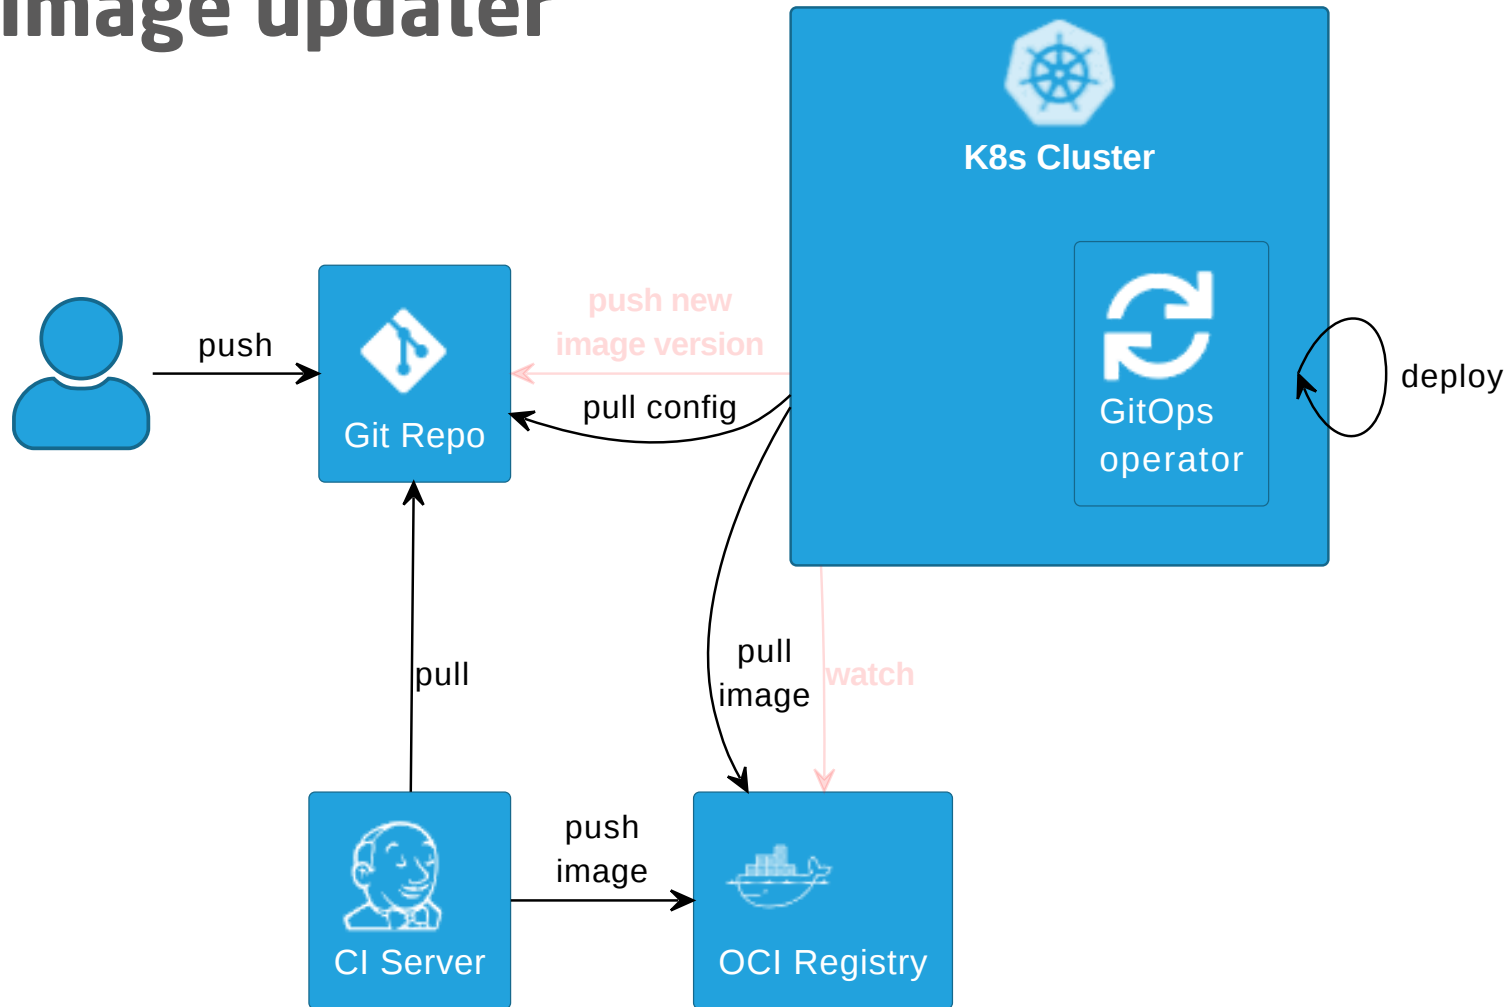 Image updater
K8s Cluster
push new
image version
push
pull config
Git Repo
GitOps
operator
deploy
pull
image
pull
watch
push
image
CI Server
OCI Registry